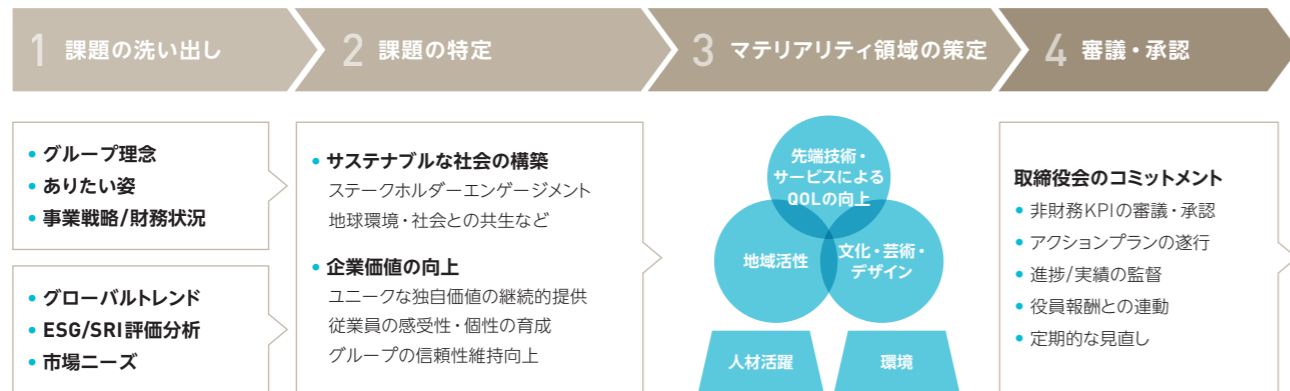 1 課題の洗い出し
2 課題の特定
3 マテリアリティ領域の策定
4 審議・承認
• グループ理念
• ありたい姿
• 事業戦略/財務状況
• グローバルトレンド
• ESG/SRI評価分析
• 市場ニーズ
• サステナブルな社会の構築
ステークホルダーエンゲージメント
地球環境・社会との共生など
• 企業価値の向上
ユニークな独自価値の継続的提供
従業員の感受性・個性の育成
グループの信頼性維持向上
先端技術・
サービスによる
QOLの向上
地域活性
文化・芸術・
デザイン
人材活躍
環境
取締役会のコミットメント
• 非財務KPIの審議・承認
• アクションプランの遂行
• 進捗/実績の監督
• 役員報酬との連動
• 定期的な見直し